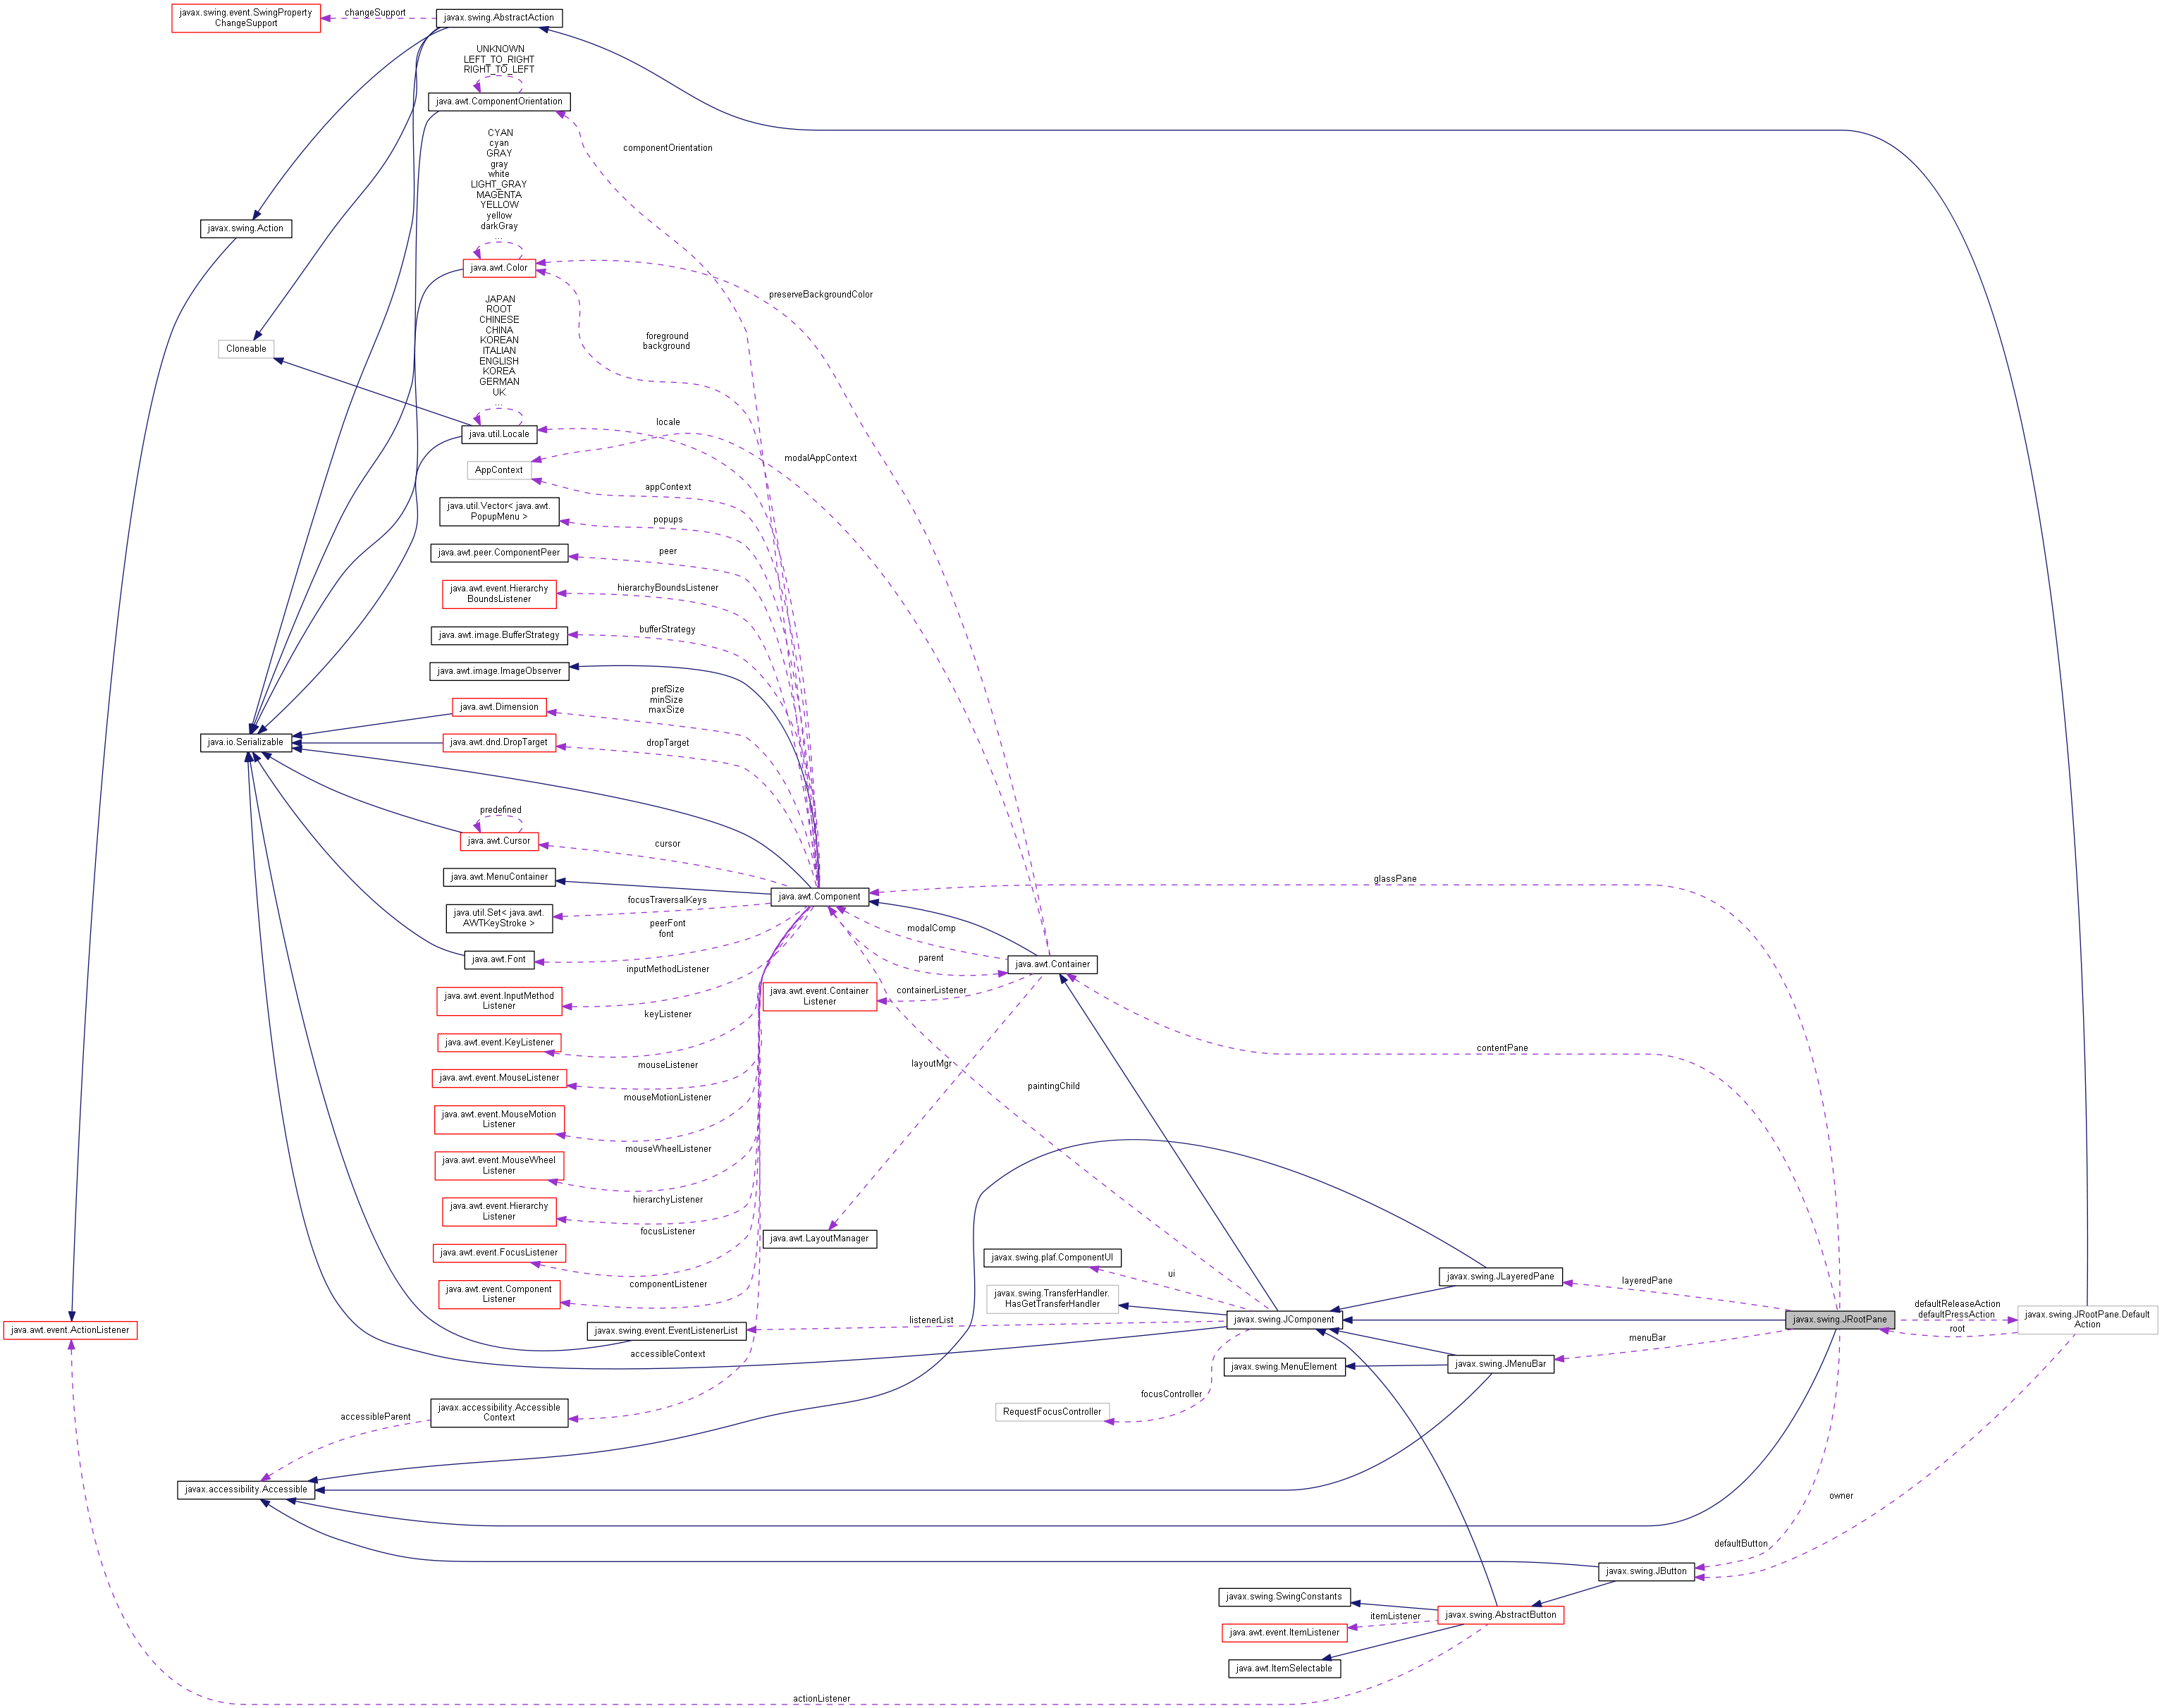 javax.swing.event.SwingProperty
ChangeSupport
changeSupport
javax.swing.AbstractAction
UNKNOWN
LEFT_TO_RIGHT
RIGHT_TO_LEFT
java.awt.ComponentOrientation
CYAN
cyan
GRAY
gray
white
LIGHT_GRAY
MAGENTA
YELLOW
yellow
darkGray
...
componentOrientation
javax.swing.Action
java.awt.Color
preserveBackgroundColor
JAPAN
ROOT
CHINESE
CHINA
KOREAN
ITALIAN
ENGLISH
KOREA
GERMAN
UK
...
foreground
background
Cloneable
java.util.Locale
locale
modalAppContext
AppContext
appContext
java.util.Vector< java.awt.
PopupMenu >
popups
java.awt.peer.ComponentPeer
peer
java.awt.event.Hierarchy
BoundsListener
hierarchyBoundsListener
java.awt.image.BufferStrategy
bufferStrategy
java.awt.image.ImageObserver
java.awt.Dimension
prefSize
minSize
maxSize
java.io.Serializable
java.awt.dnd.DropTarget
dropTarget
predefined
java.awt.Cursor
cursor
java.awt.MenuContainer
java.awt.Component
glassPane
java.util.Set< java.awt.
AWTKeyStroke >
focusTraversalKeys
peerFont
font
java.awt.Font
modalComp
parent
java.awt.Container
inputMethodListener
java.awt.event.InputMethod
Listener
java.awt.event.Container
Listener
containerListener
keyListener
java.awt.event.KeyListener
contentPane
mouseListener
java.awt.event.MouseListener
layoutMgr
paintingChild
mouseMotionListener
java.awt.event.MouseMotion
Listener
mouseWheelListener
java.awt.event.MouseWheel
Listener
hierarchyListener
java.awt.event.Hierarchy
Listener
focusListener
java.awt.event.FocusListener
java.awt.LayoutManager
componentListener
java.awt.event.Component
Listener
javax.swing.plaf.ComponentUI
ui
javax.swing.JLayeredPane
layeredPane
javax.swing.TransferHandler.
HasGetTransferHandler
javax.swing.JComponent
listenerList
javax.swing.event.EventListenerList
java.awt.event.ActionListener
accessibleContext
javax.swing.JRootPane
defaultReleaseAction
defaultPressAction
root
javax.swing.JRootPane.Default
Action
menuBar
javax.swing.MenuElement
javax.swing.JMenuBar
focusController
RequestFocusController
javax.accessibility.Accessible
Context
accessibleParent
javax.accessibility.Accessible
owner
defaultButton
javax.swing.JButton
javax.swing.SwingConstants
javax.swing.AbstractButton
itemListener
java.awt.event.ItemListener
java.awt.ItemSelectable
actionListener